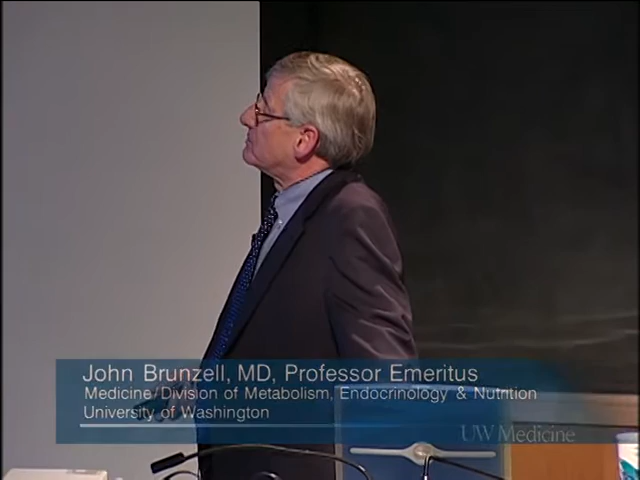 John Brunzell, MD, Professor Emeritus
Medicine/Division of Metabolism, Endocrinology & Nutrition
University of Washington
UW Medicine